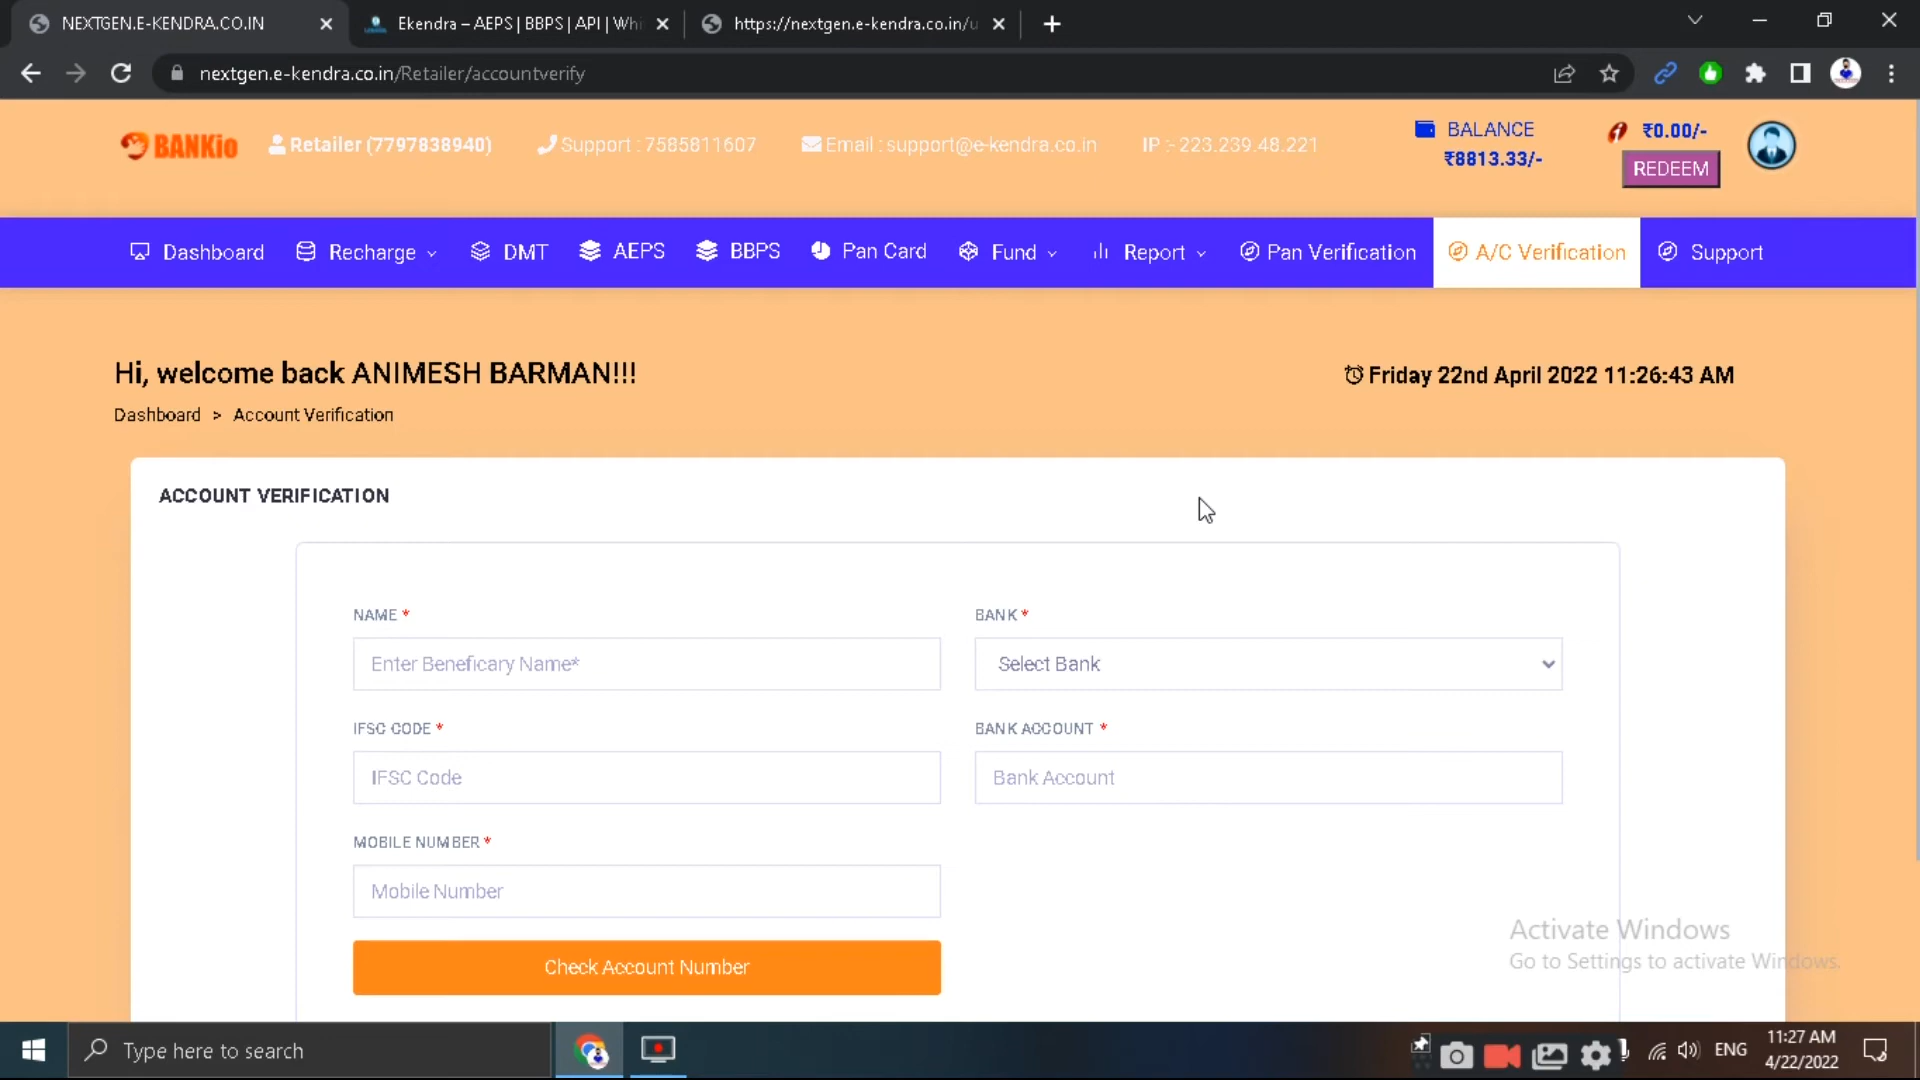 NEXTGEN.E-KENDRA.CO.IN
Ekendra – AEPS | BBPS | API | Whi
https://nextgen.e-kendra.co.in/u
nextgen.e-kendra.co.in/Retailer/accountverify
BANKio
Retailer (7797838940)
Support : 7585811607
Email : support@e-kendra.co.in
IP :- 223.239.48.221
BALANCE
₹8813.33/-
₹0.00/-
REDEEM
Dashboard
Recharge
DMT
AEPS
BBPS
Pan Card
Fund
Report
Pan Verification
A/C Verification
Support
Hi, welcome back ANIMESH BARMAN!!!
Friday 22nd April 2022 11:26:43 AM
Dashboard > Account Verification
ACCOUNT VERIFICATION
NAME *
BANK *
Enter Beneficary Name*
Select Bank
IFSC CODE *
BANK ACCOUNT *
IFSC Code
Bank Account
MOBILE NUMBER *
Mobile Number
Check Account Number
Activate Windows
Go to Settings to activate Windows.
Type here to search
ENG
11:27 AM
4/22/2022